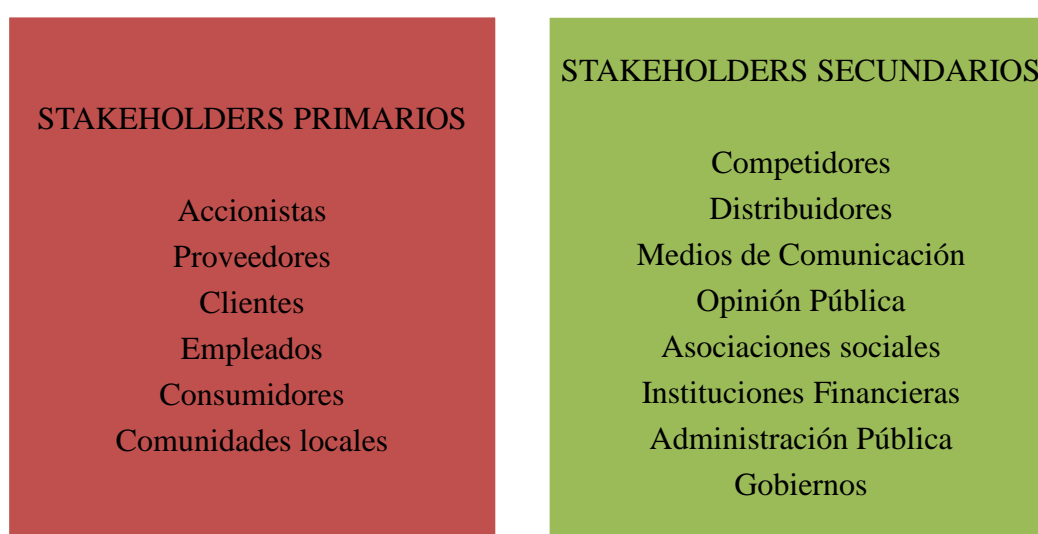 STAKEHOLDERS PRIMARIOS
Accionistas
Proveedores
Clientes
Empleados
Consumidores
Comunidades locales
STAKEHOLDERS SECUNDARIOS
Competidores
Distribuidores
Medios de Comunicación
Opinión Pública
Asociaciones sociales
Instituciones Financieras
Administración Pública
Gobiernos